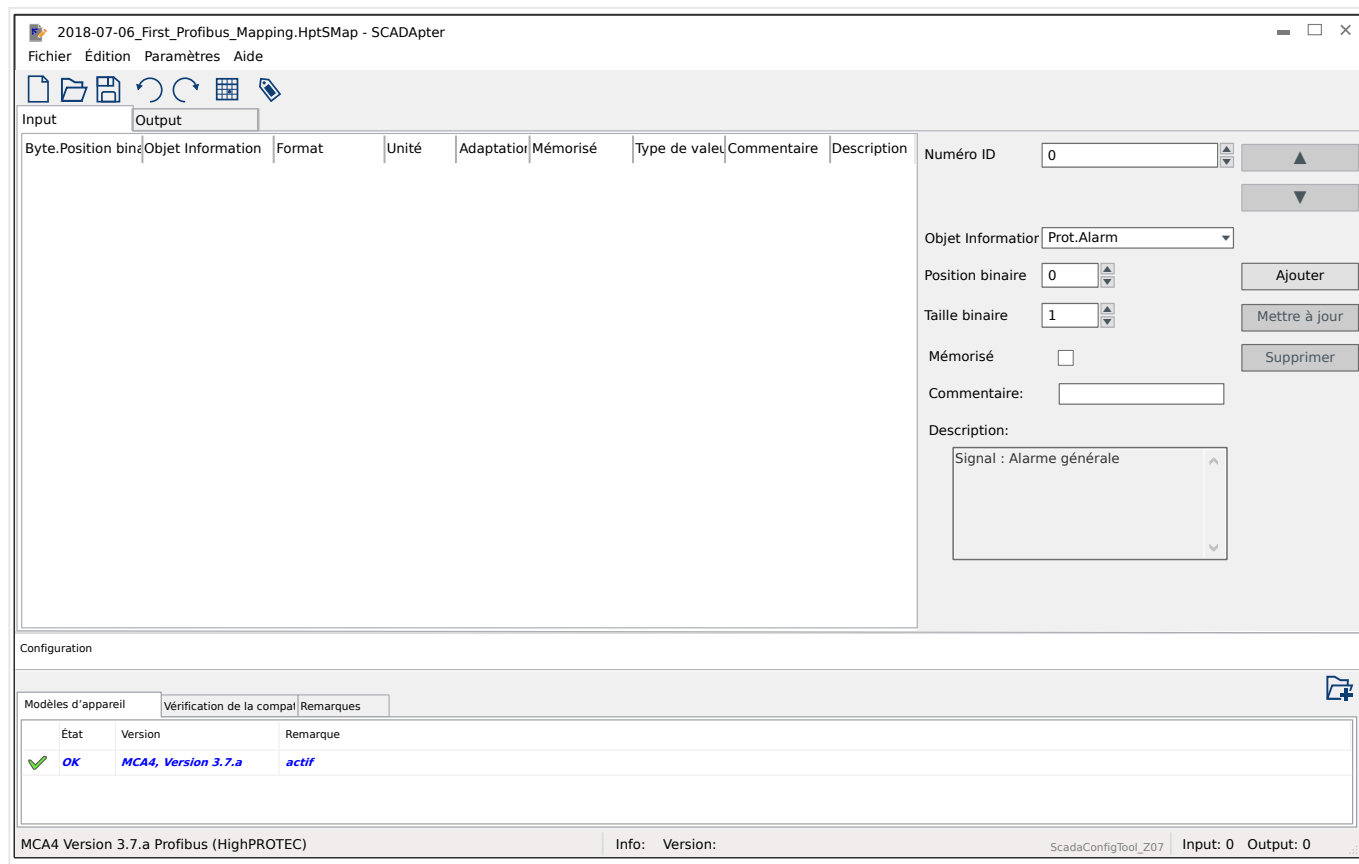 2018-07-06_First_Profibus_Mapping.HptSMap - SCADApter
Fichier Édition Paramètres Aide
Input Output
Byte.Position bina Objet Information Format Unité Adaptation Mémorisé Type de valeu Commentaire Description
Numéro ID 0
Objet Information Prot.Alarm
Position binaire 0 Ajouter
Taille binaire 1 Mettre à jour
Mémorisé Supprimer
Commentaire:
Description:
Signal : Alarme générale
Configuration
Modèles d’appareil Vérification de la compat Remarques
État Version Remarque
OK MCA4, Version 3.7.a actif
MCA4 Version 3.7.a Profibus (HighPROTEC) Info: Version: ScadaConfigTool_Z07 Input: 0 Output: 0